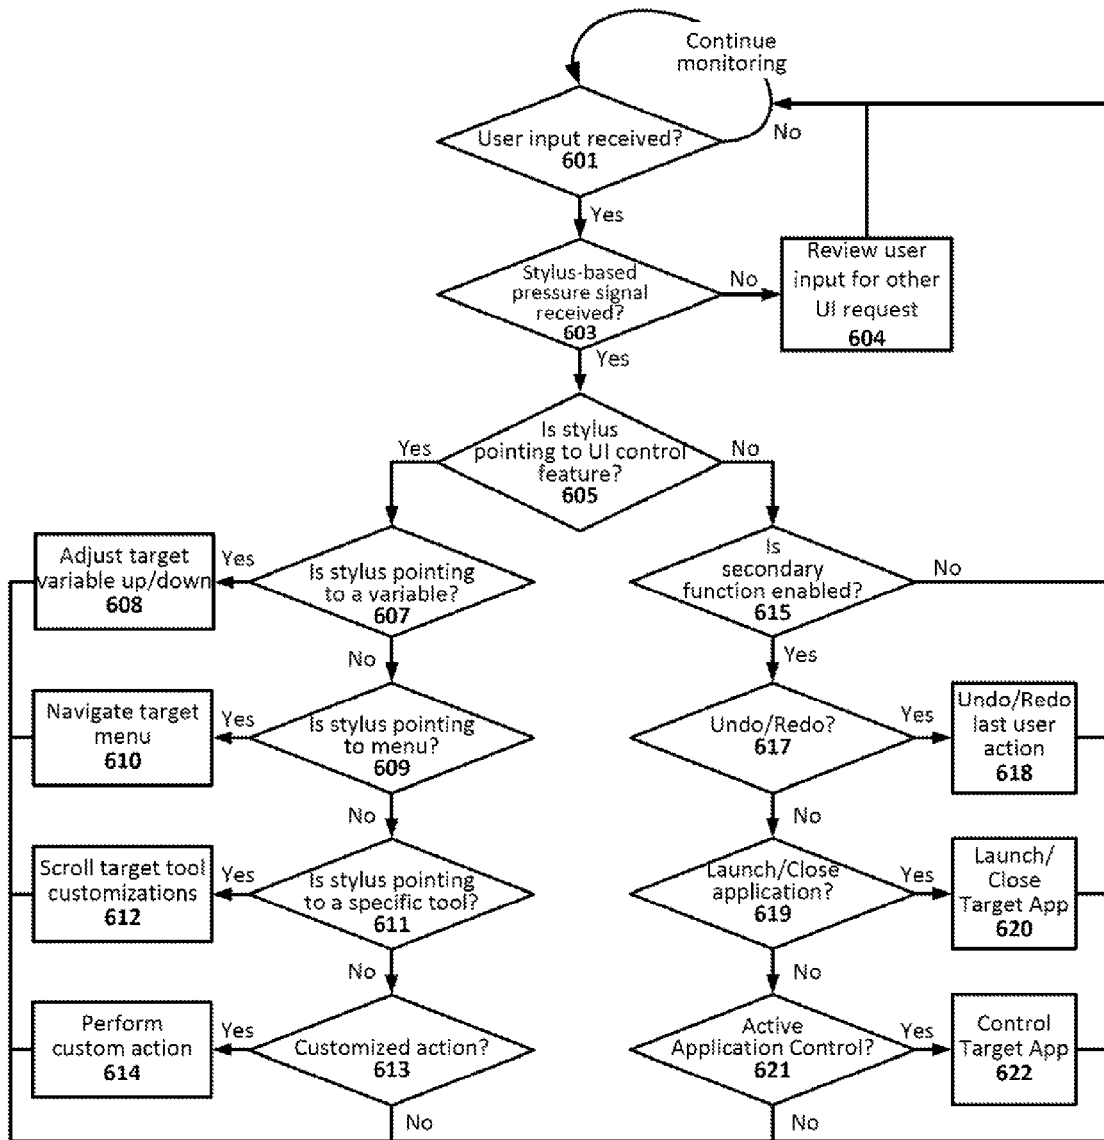 Continue
monitoring
No
User input received?
601
Yes
Stylus-based
pressure signal
received?
603
No
Review user
input for other
UI request
604
Yes
Is stylus
pointing to UI control
feature?
605
Yes
No
Adjust target
variable up/down
608
Yes
Is stylus pointing
to a variable?
607
No
Is
secondary
function enabled?
615
No
Yes
Navigate target
menu
610
Yes
Is stylus pointing
to menu?
609
No
Undo/Redo?
617
Yes
Undo/Redo
last user
action
618
No
Scroll target tool
customizations
612
Yes
Is stylus pointing
to a specific tool?
611
No
Launch/Close
application?
619
Yes
Launch/
Close
Target App
620
No
Perform
custom action
614
Yes
Customized action?
613
No
Active
Application Control?
621
Yes
Control
Target App
622
No